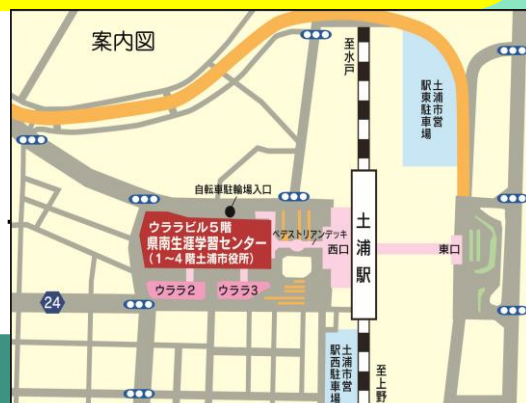 案内図
至水戸
土浦市営
駅東駐車場
自転車駐輪場入口
ウララビル5階
県南生涯学習センター
(1～4階土浦市役所)
ペデストリアンデッキ
西口
土浦駅
東口
ウララ2
ウララ3
24
土浦市営
駅西駐車場
至上野